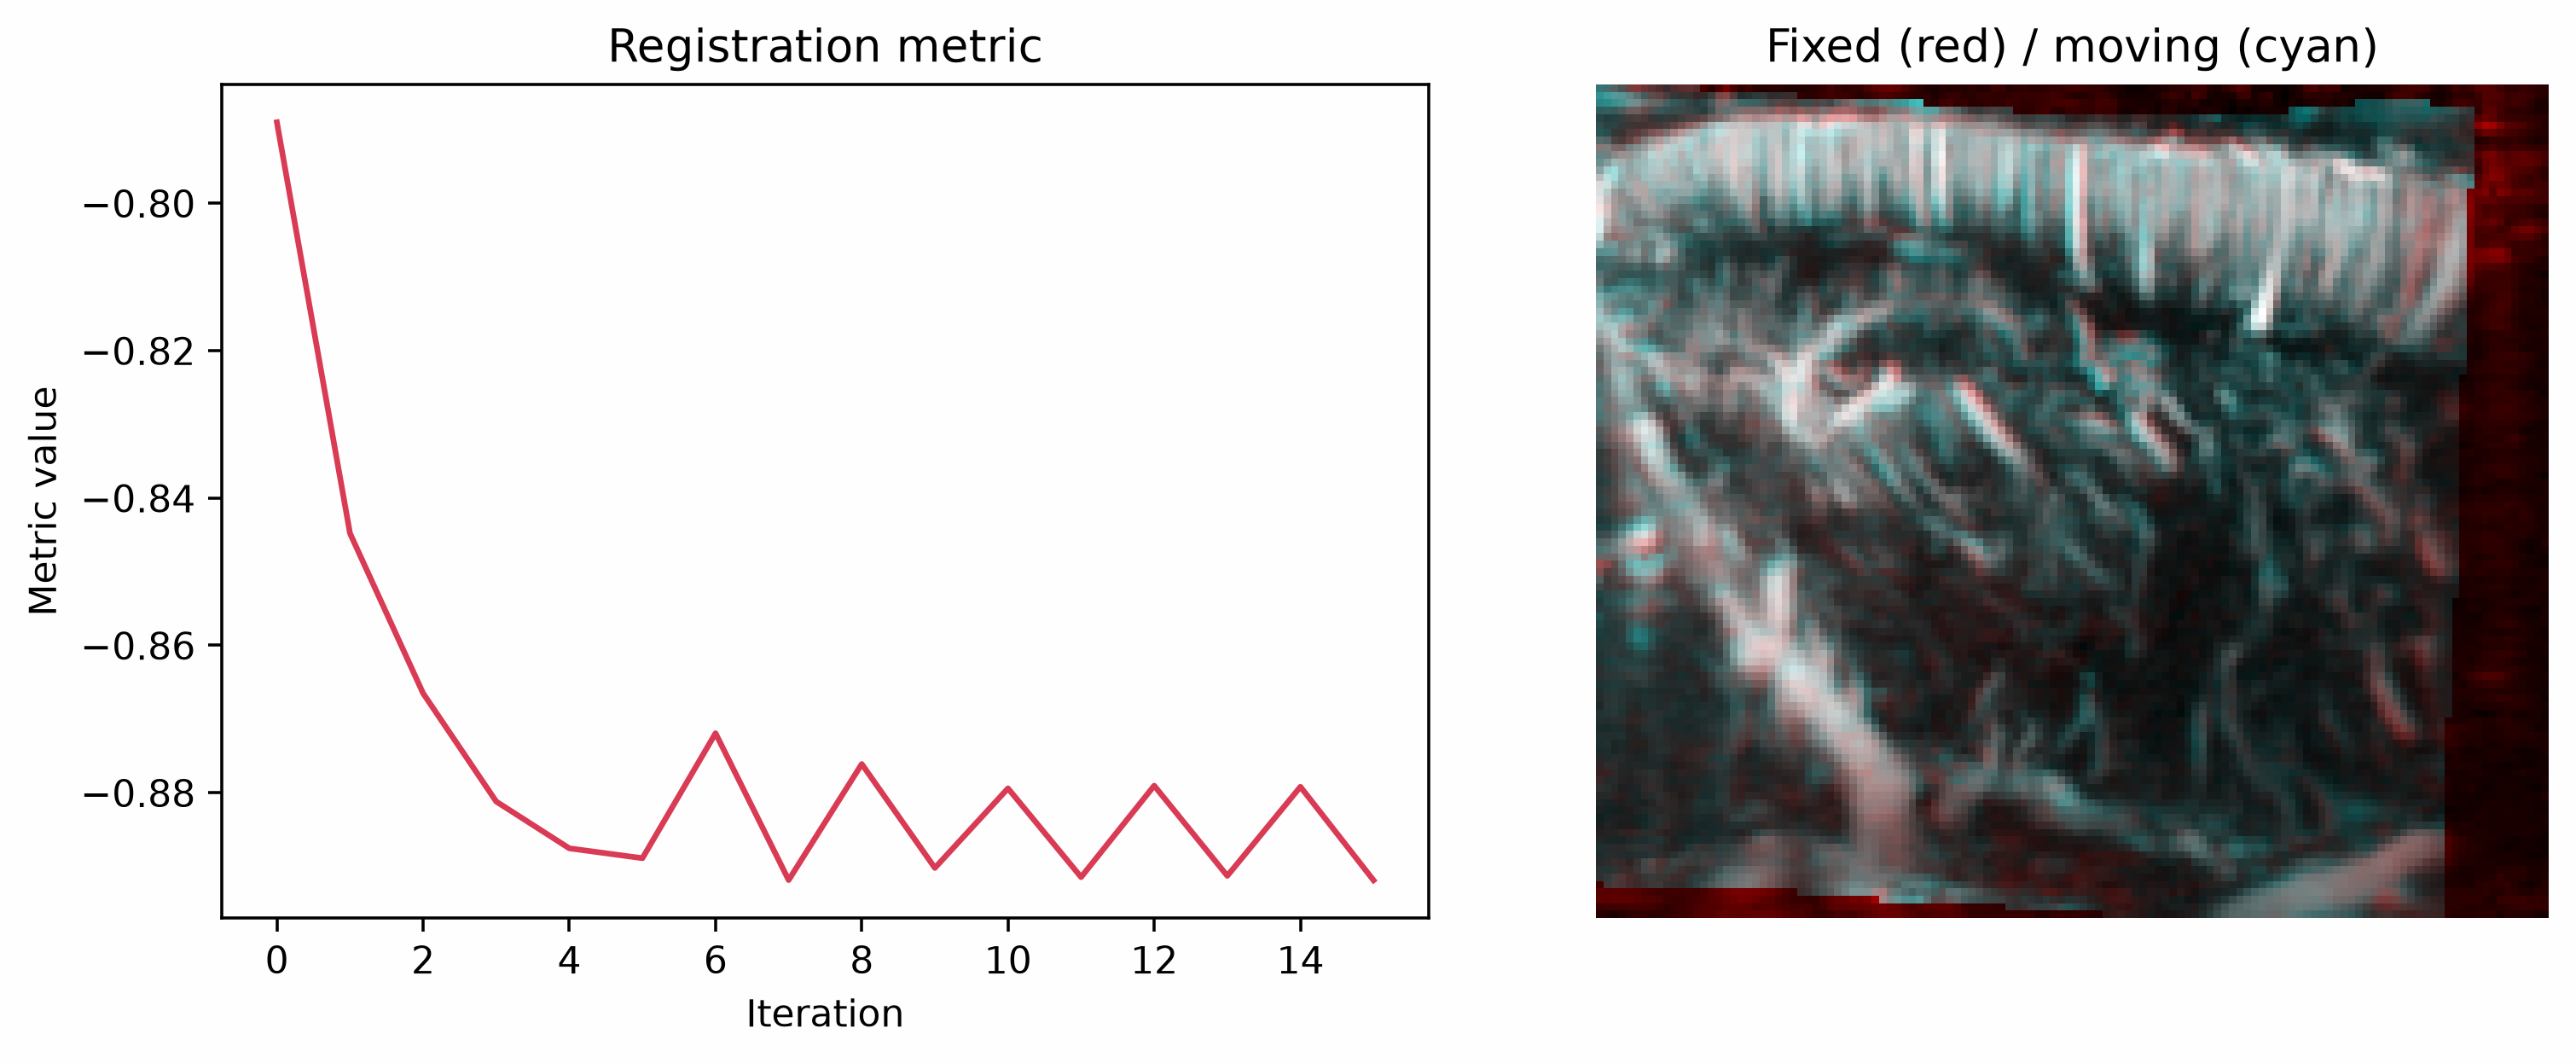 Registration metric
Metric value
−0.80
−0.82
−0.84
−0.86
−0.88
0 2 4 6 8 10 12 14
Iteration
Fixed (red) / moving (cyan)